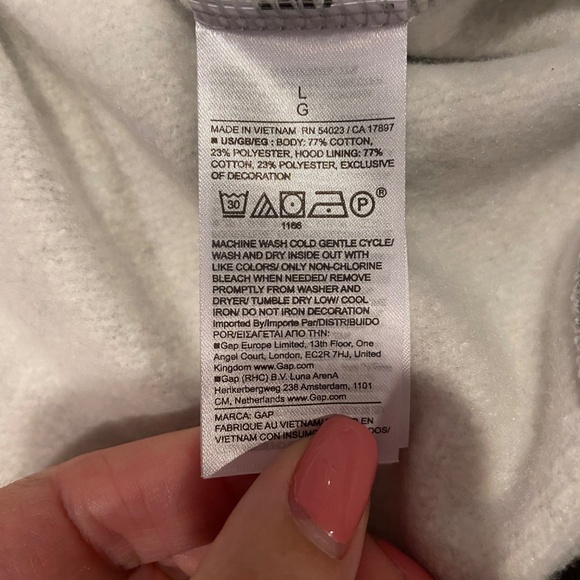 L
G
MADE IN VIETNAM RN 54023 / CA 17897
■ US/GB/EG : BODY: 77% COTTON,
23% POLYESTER, HOOD LINING: 77%
COTTON, 23% POLYESTER, EXCLUSIVE
OF DECORATION
30 P ®
1166
MACHINE WASH COLD GENTLE CYCLE/
WASH AND DRY INSIDE OUT WITH
LIKE COLORS/ ONLY NON-CHLORINE
BLEACH WHEN NEEDED/ REMOVE
PROMPTLY FROM WASHER AND
DRYER/ TUMBLE DRY LOW/ COOL
IRON/ DO NOT IRON DECORATION
Imported By/Importe Par/DISTRIBUIDO
POR/ΕΙΣΑΓΕΤΑΙ ΑΠΟ ΤΗΝ:
■Gap Europe Limited, 13th Floor, One
Angel Court, London, EC2R 7HJ, United
Kingdom www.Gap.com
■Gap (RHC) B.V. Luna ArenA
Herikerbergweg 238 Amsterdam, 1101
CM, Netherlands www.Gap.com
MARCA: GAP
FABRIQUE AU VIETNAM/ EN
VIETNAM CON